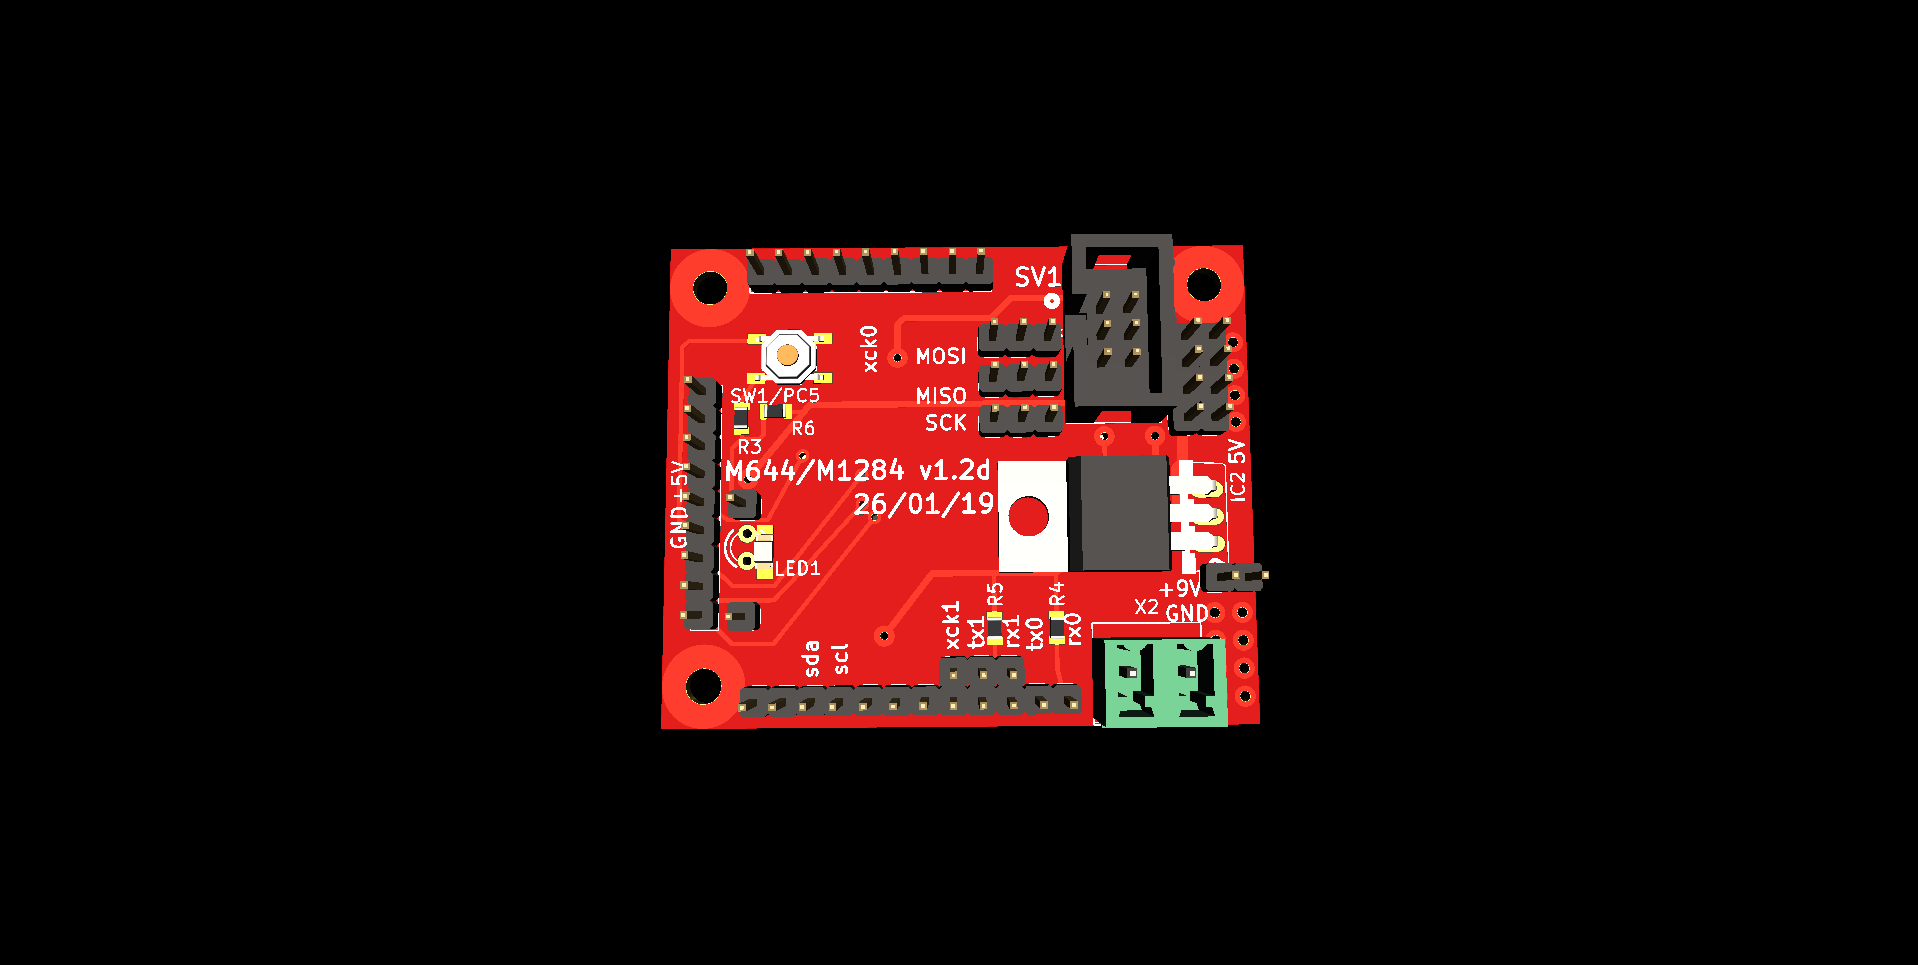 SV1
xck0
MOSI
MISO
SCK
SW1/PC5
R6
R3
GND+5V
M644/M1284 v1.2d
26/01/19
IC2 5V
LED1
+9V
X2 GND
R5
R4
xck1
tx1
rx1
tx0
rx0
sda
scl